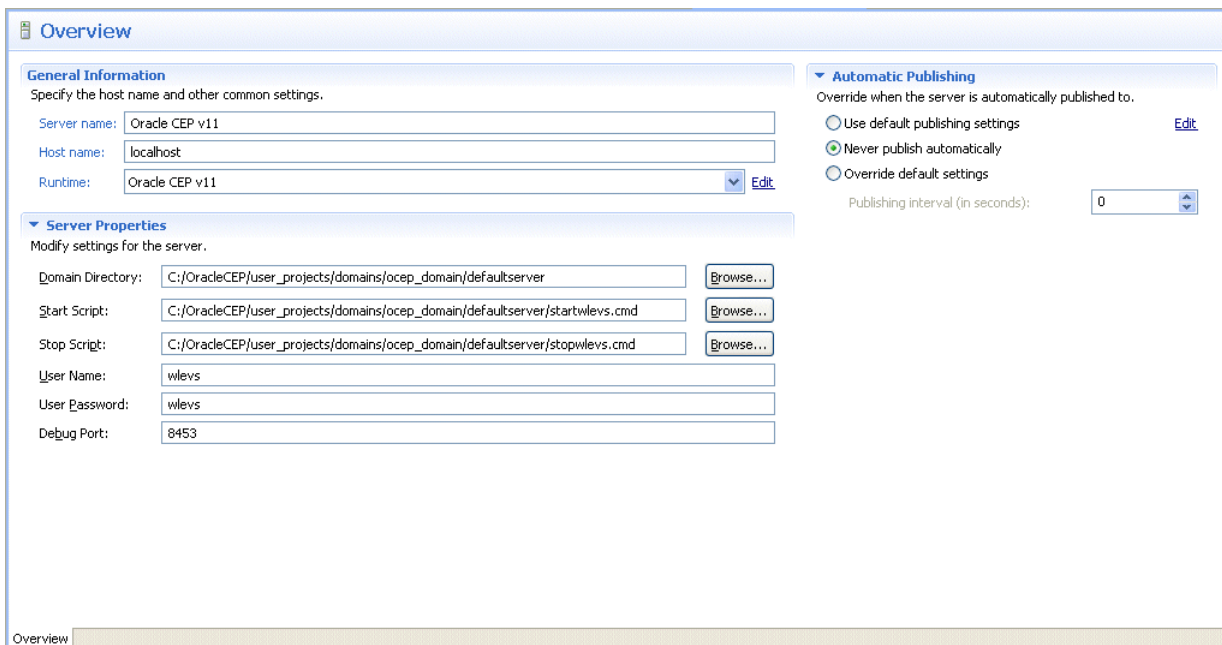 Overview
General Information
Specify the host name and other common settings.
Server name: Oracle CEP v11
Host name: localhost
Runtime: Oracle CEP v11 Edit
Server Properties
Modify settings for the server.
Domain Directory: C:/OracleCEP/user_projects/domains/ocep_domain/defaultserver Browse...
Start Script: C:/OracleCEP/user_projects/domains/ocep_domain/defaultserver/startwlevs.cmd Browse...
Stop Script: C:/OracleCEP/user_projects/domains/ocep_domain/defaultserver/stopwlevs.cmd Browse...
User Name: wlevs
User Password: wlevs
Debug Port: 8453
Automatic Publishing
Override when the server is automatically published to.
Use default publishing settings Edit
Never publish automatically
Override default settings
Publishing interval (in seconds): 0
Overview